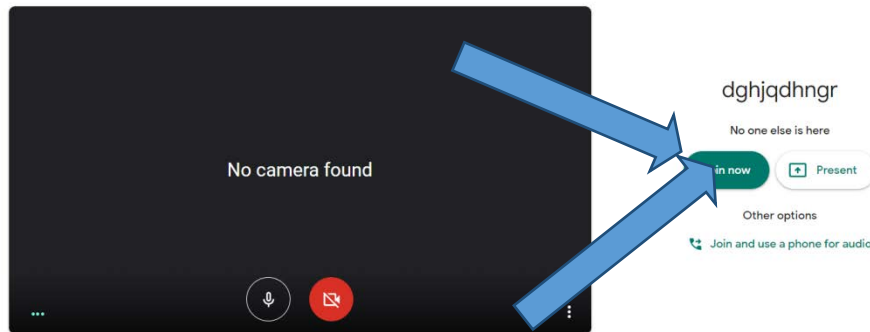 No camera found
dghjqdhngr
No one else is here
in now
Present
Other options
Join and use a phone for audio